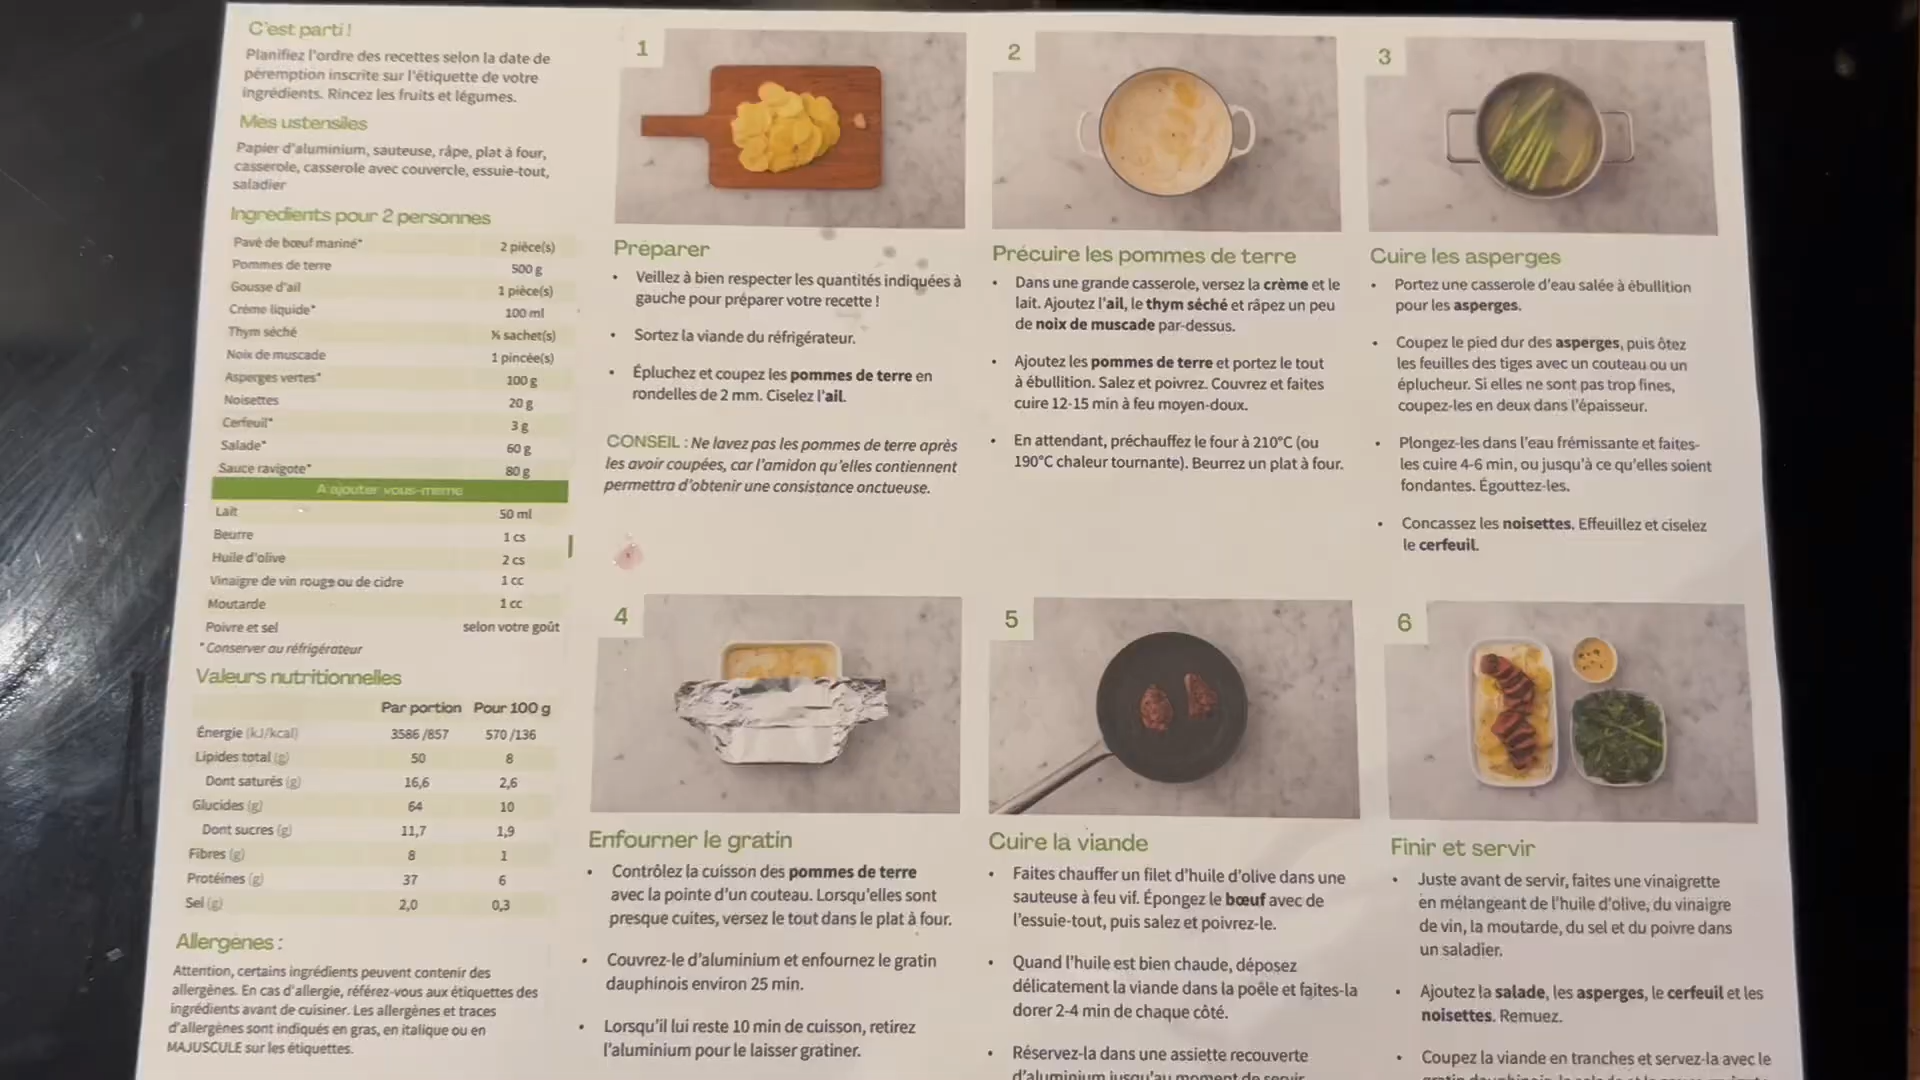 C'est parti !
Planifiez l'ordre des recettes selon la date de
péremption inscrite sur l'étiquette de votre
ingrédients. Rincez les fruits et légumes.
Mes ustensiles
Papier d'aluminium, sauteuse, râpe, plat à four,
casserole, casserole avec couvercle, essuie-tout,
saladier
Ingrédients pour 2 personnes
Pavé de bœuf mariné* 2 pièce(s)
Pommes de terre 500 g
Gousse d'ail 1 pièce(s)
Crème liquide* 100 ml
Thym séché sachet(s)
Noix de muscade 1 pincée(s)
Asperges vertes* 100 g
Noisettes 20 g
Cerfeuil* 3 g
Salade* 60 g
Sauce ravigote* 80 g
A ajouter vous-même
Lait 50 ml
Beurre 1 cs
Huile d'olive 2 cs
Vinaigre de vin rouge ou de cidre 1 cc
Moutarde 1 cc
Poivre et sel selon votre goût
* Conserver au réfrigérateur
Valeurs nutritionnelles
Par portion Pour 100 g
Énergie (kJ/kcal) 3586 /857 570 /136
Lipides total (g) 50 8
Dont saturés (g) 16,6 2,6
Glucides (g) 64 10
Dont sucres (g) 11,7 1,9
Fibres (g) 8 1
Protéines (g) 37 6
Sel (g) 2,0 0,3
Allergènes :
Attention, certains ingrédients peuvent contenir des
allergènes. En cas d'allergie, référez-vous aux étiquettes des
ingrédients avant de cuisiner. Les allergènes et traces
d'allergènes sont indiqués en gras, en italique ou en
MAJUSCULE sur les étiquettes.
1
Préparer
• Veillez à bien respecter les quantités indiquées à
gauche pour préparer votre recette !
• Sortez la viande du réfrigérateur.
• Épluchez et coupez les pommes de terre en
rondelles de 2 mm. Ciselez l'ail.
CONSEIL : Ne lavez pas les pommes de terre après
les avoir coupées, car l'amidon qu'elles contiennent
permettra d'obtenir une consistance onctueuse.
2
Précuire les pommes de terre
• Dans une grande casserole, versez la crème et le
lait. Ajoutez l'ail, le thym séché et râpez un peu
de noix de muscade par-dessus.
• Ajoutez les pommes de terre et portez le tout
à ébullition. Salez et poivrez. Couvrez et faites
cuire 12-15 min à feu moyen-doux.
• En attendant, préchauffez le four à 210°C (ou
190°C chaleur tournante). Beurrez un plat à four.
3
Cuire les asperges
• Portez une casserole d'eau salée à ébullition
pour les asperges.
• Coupez le pied dur des asperges, puis ôtez
les feuilles des tiges avec un couteau ou un
éplucheur. Si elles ne sont pas trop fines,
coupez-les en deux dans l'épaisseur.
• Plongez-les dans l'eau frémissante et faites-
les cuire 4-6 min, ou jusqu'à ce qu'elles soient
fondantes. Égouttez-les.
• Concassez les noisettes. Effeuillez et ciselez
le cerfeuil.
4
Enfourner le gratin
• Contrôlez la cuisson des pommes de terre
avec la pointe d'un couteau. Lorsqu'elles sont
presque cuites, versez le tout dans le plat à four.
• Couvrez-le d'aluminium et enfournez le gratin
dauphinois environ 25 min.
• Lorsqu'il lui reste 10 min de cuisson, retirez
l'aluminium pour le laisser gratiner.
5
Cuire la viande
• Faites chauffer un filet d'huile d'olive dans une
sauteuse à feu vif. Épongez le bœuf avec de
l'essuie-tout, puis salez et poivrez-le.
• Quand l'huile est bien chaude, déposez
délicatement la viande dans la poêle et faites-la
dorer 2-4 min de chaque côté.
• Réservez-la dans une assiette recouverte
d'aluminium jusqu'au moment de servir
6
Finir et servir
• Juste avant de servir, faites une vinaigrette
en mélangeant de l'huile d'olive, du vinaigre
de vin, la moutarde, du sel et du poivre dans
un saladier.
• Ajoutez la salade, les asperges, le cerfeuil et les
noisettes. Remuez.
• Coupez la viande en tranches et servez-la avec le